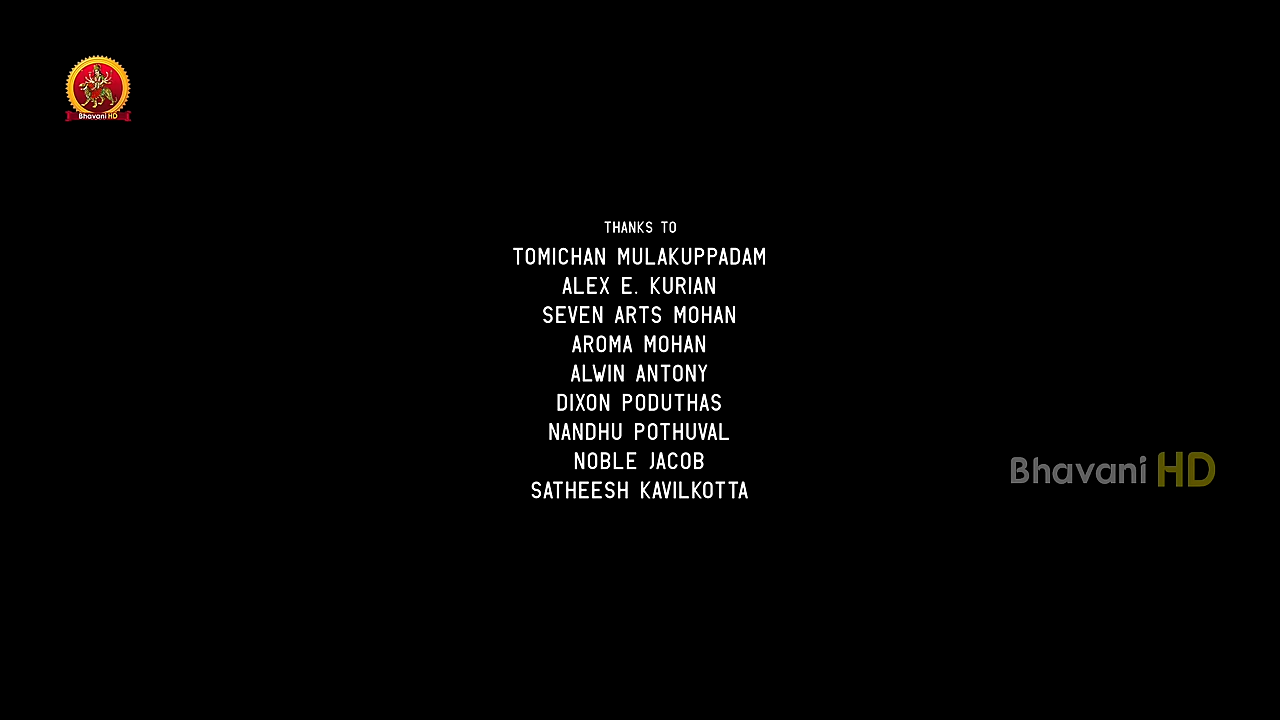 Bhavani HD
THANKS TO
TOMICHAN MULAKUPPADAM
ALEX E. KURIAN
SEVEN ARTS MOHAN
AROMA MOHAN
ALWIN ANTONY
DIXON PODUTHAS
NANDHU POTHUVAL
NOBLE JACOB
Bhavani HD
SATHEESH KAVILKOTTA